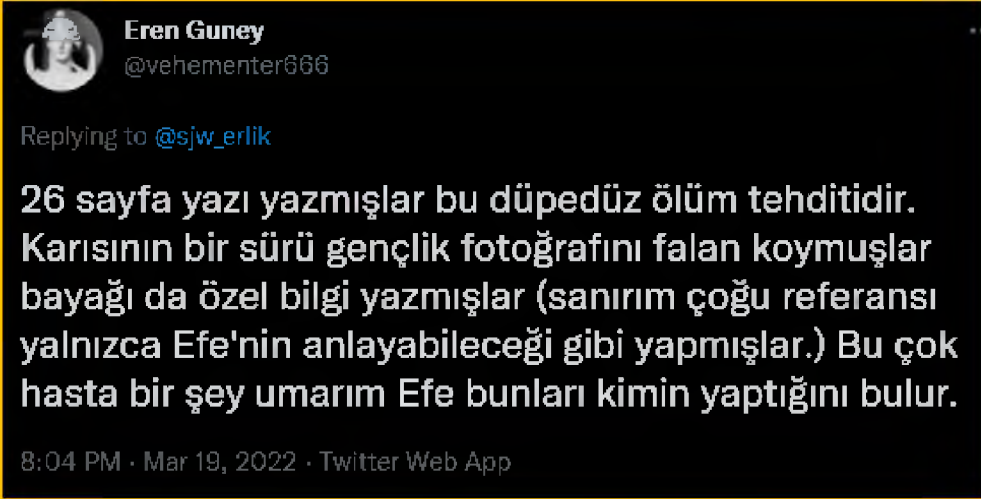 Eren Guney
@vehementer666
Replying to @sjw_erlik
26 sayfa yazı yazmışlar bu düpedüz ölüm tehditidir.
Karısının bir sürü gençlik fotoğrafını falan koymuşlar
bayağı da özel bilgi yazmışlar (sanırım çoğu referansı
yalnızca Efe'nin anlayabileceği gibi yapmışlar.) Bu çok
hasta bir şey umarım Efe bunları kimin yaptığını bulur.
8:04 PM · Mar 19, 2022 · Twitter Web App